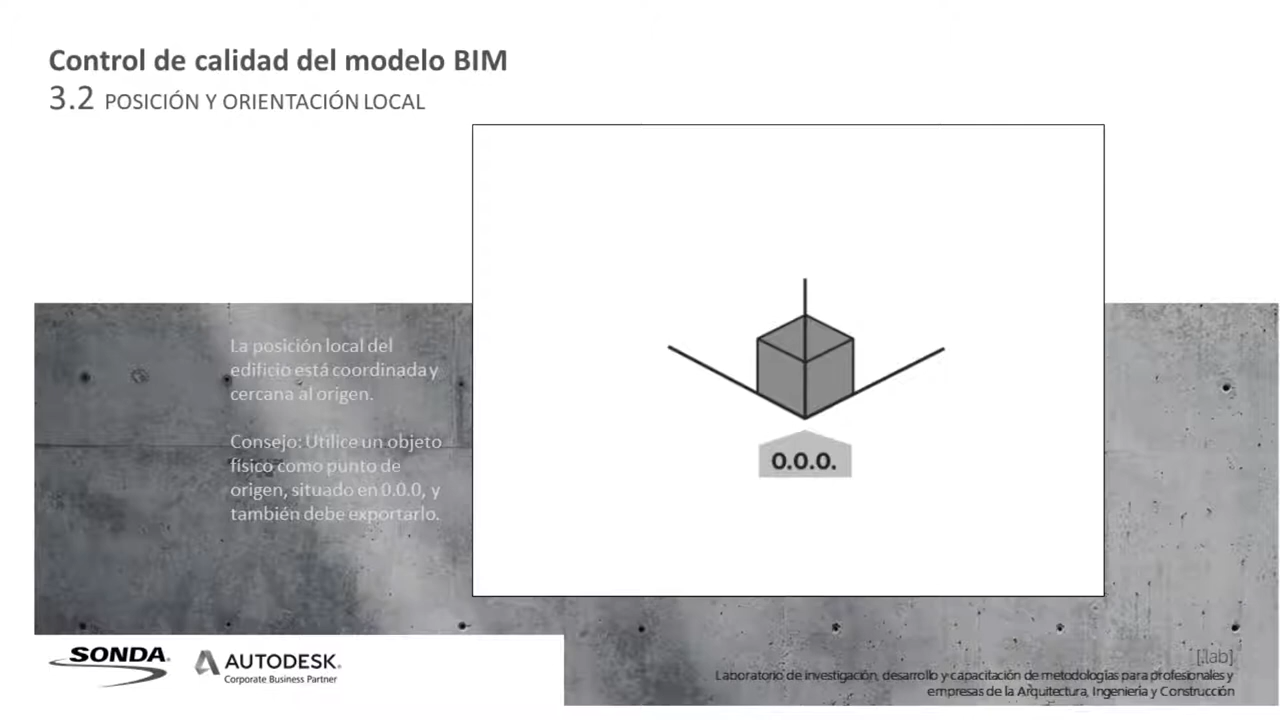 Control de calidad del modelo BIM
3.2 POSICIÓN Y ORIENTACIÓN LOCAL
La posición local del
edificio está coordinada y
cercana al origen.
Consejo: Utilice un objeto
físico como punto de
origen, situado en 0.0.0, y
también debe exportarlo.
0.0.0.
SONDA.
AUTODESK.
Corporate Business Partner
[.lab]
Laboratorio de investigación, desarrollo y capacitación de metodologías para profesionales y
empresas de la Arquitectura, Ingeniería y Construcción